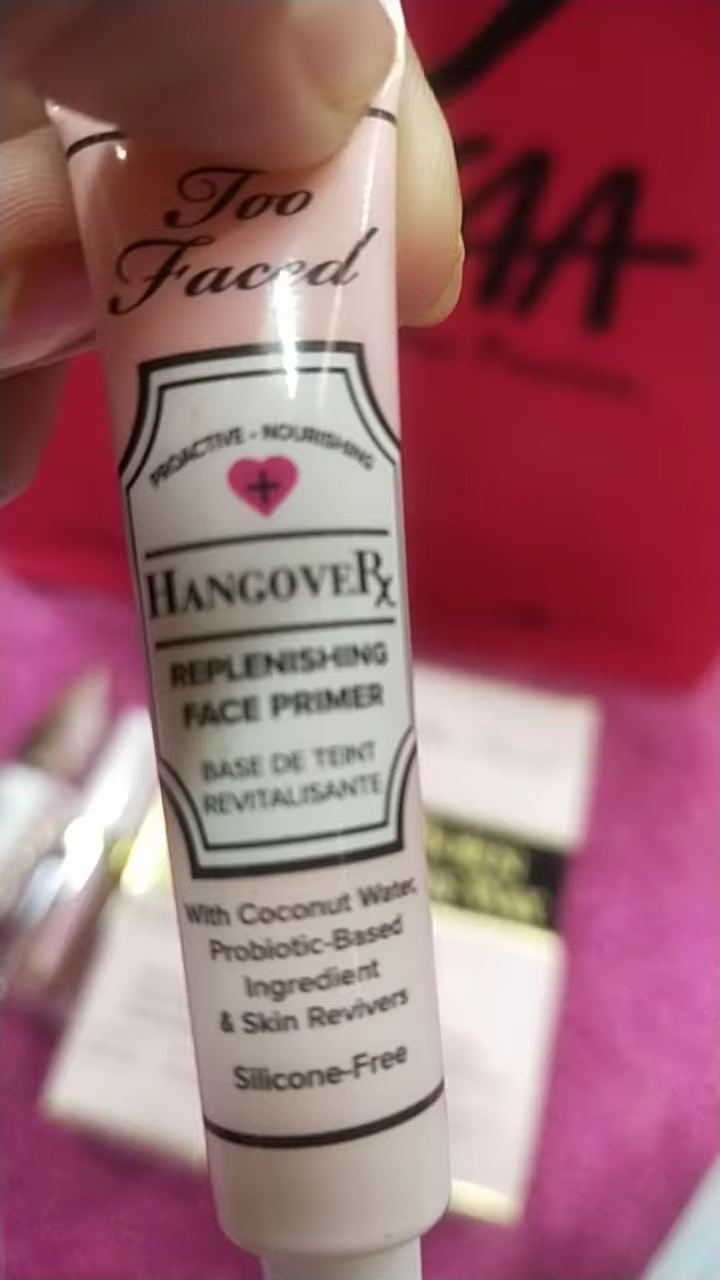 Too
Faced
PROACTIVE - NOURISHING
+
HANGOVERx
REPLENISHING
FACE PRIMER
BASE DE TEINT
REVITALISANTE
With Coconut Water,
Probiotic-Based
Ingredient
& Skin Revivers
Silicone-Free